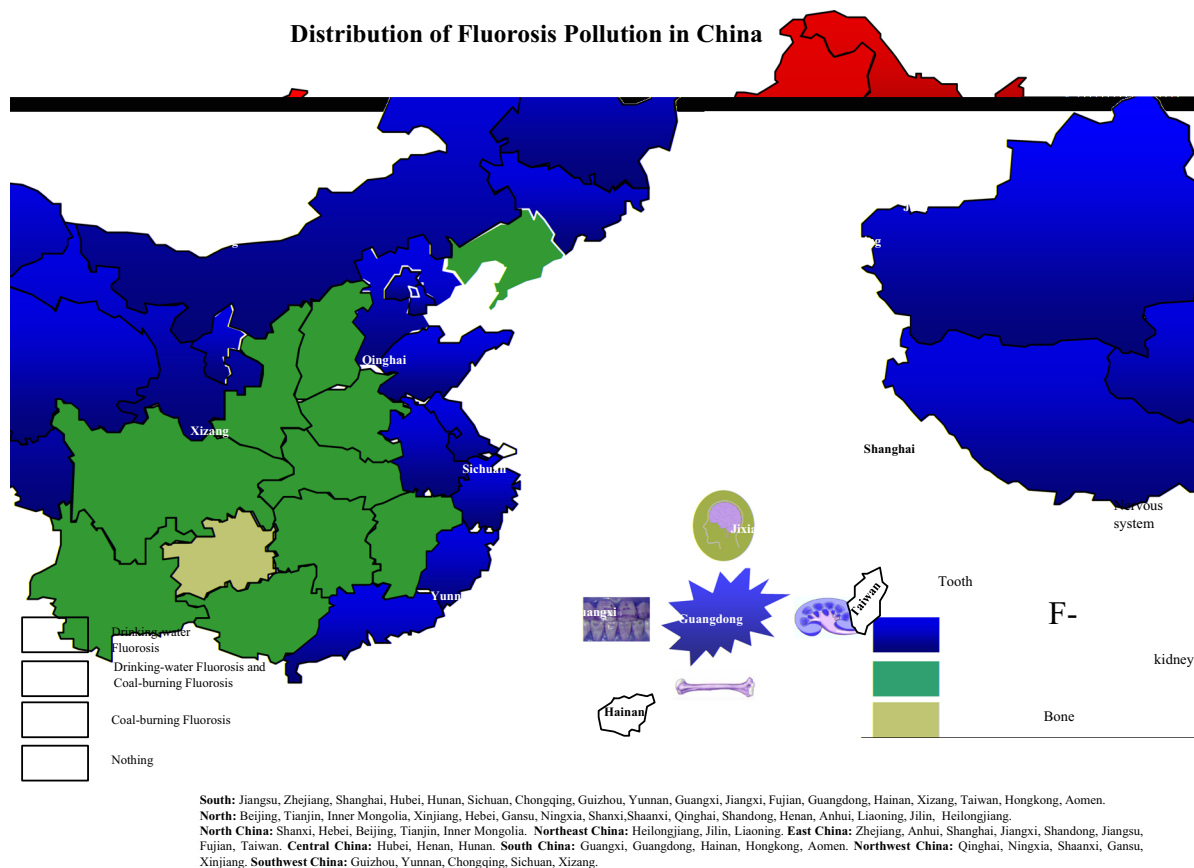 Distribution of Fluorosis Pollution in China
Qinghai
Xizang
Sichuan
Shanghai
Nervous
system
Jixia
Tooth
Taiwan
F-
Guangdong
kidney
Hainan
Bone
Drinking-water
Fluorosis
Drinking-water Fluorosis and
Coal-burning Fluorosis
Coal-burning Fluorosis
Nothing
South: Jiangsu, Zhejiang, Shanghai, Hubei, Hunan, Sichuan, Chongqing, Guizhou, Yunnan, Guangxi, Jiangxi, Fujian, Guangdong, Hainan, Xizang, Taiwan, Hongkong, Aomen.
North: Beijing, Tianjin, Inner Mongolia, Xinjiang, Hebei, Gansu, Ningxia, Shanxi,Shaanxi, Qinghai, Shandong, Henan, Anhui, Liaoning, Jilin, Heilongjiang.
North China: Shanxi, Hebei, Beijing, Tianjin, Inner Mongolia. Northeast China: Heilongjiang, Jilin, Liaoning. East China: Zhejiang, Anhui, Shanghai, Jiangxi, Shandong, Jiangsu,
Fujian, Taiwan. Central China: Hubei, Henan, Hunan. South China: Guangxi, Guangdong, Hainan, Hongkong, Aomen. Northwest China: Qinghai, Ningxia, Shaanxi, Gansu,
Xinjiang. Southwest China: Guizhou, Yunnan, Chongqing, Sichuan, Xizang.